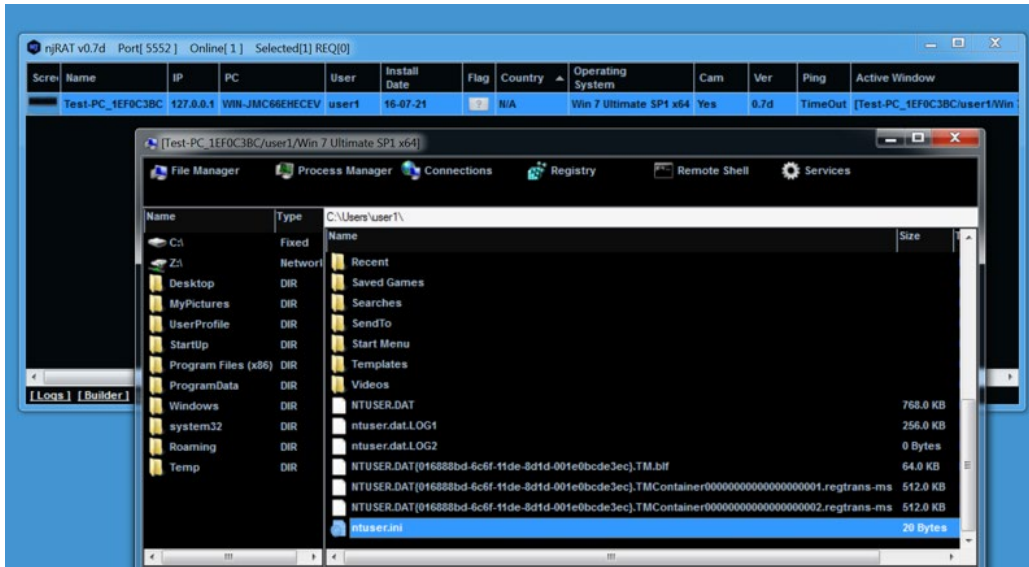 njRAT v0.7d Port[ 5552 ] Online[ 1 ] Selected[1] REQ[0]
Scre Name IP PC User Install Date Flag Country Operating System Cam Ver Ping Active Window
Test-PC_1EF0C3BC 127.0.0.1 WIN-JMC66EHECEV user1 16-07-21 ? N/A Win 7 Ultimate SP1 x64 Yes 0.7d TimeOut [Test-PC_1EF0C3BC/user1/Win
[Test-PC_1EF0C3BC/user1/Win 7 Ultimate SP1 x64]
File Manager Process Manager Connections Registry Remote Shell Services
Name Type C:\Users\user1\
Name Size T
C:\ Fixed
Z:\ Networl
Desktop DIR
MyPictures DIR
UserProfile DIR
StartUp DIR
Program Files (x86) DIR
ProgramData DIR
Windows DIR
system32 DIR
Roaming DIR
Temp DIR
Recent
Saved Games
Searches
SendTo
Start Menu
Templates
Videos
NTUSER.DAT 768.0 KB
ntuser.dat.LOG1 256.0 KB
ntuser.dat.LOG2 0 Bytes
NTUSER.DAT{016888bd-6c6f-11de-8d1d-001e0bcde3ec}.TM.blf 64.0 KB
NTUSER.DAT{016888bd-6c6f-11de-8d1d-001e0bcde3ec}.TMContainer00000000000000000001.regtrans-ms 512.0 KB
NTUSER.DAT{016888bd-6c6f-11de-8d1d-001e0bcde3ec}.TMContainer00000000000000000002.regtrans-ms 512.0 KB
ntuser.ini 20 Bytes
[ Logs ] [ Builder ]